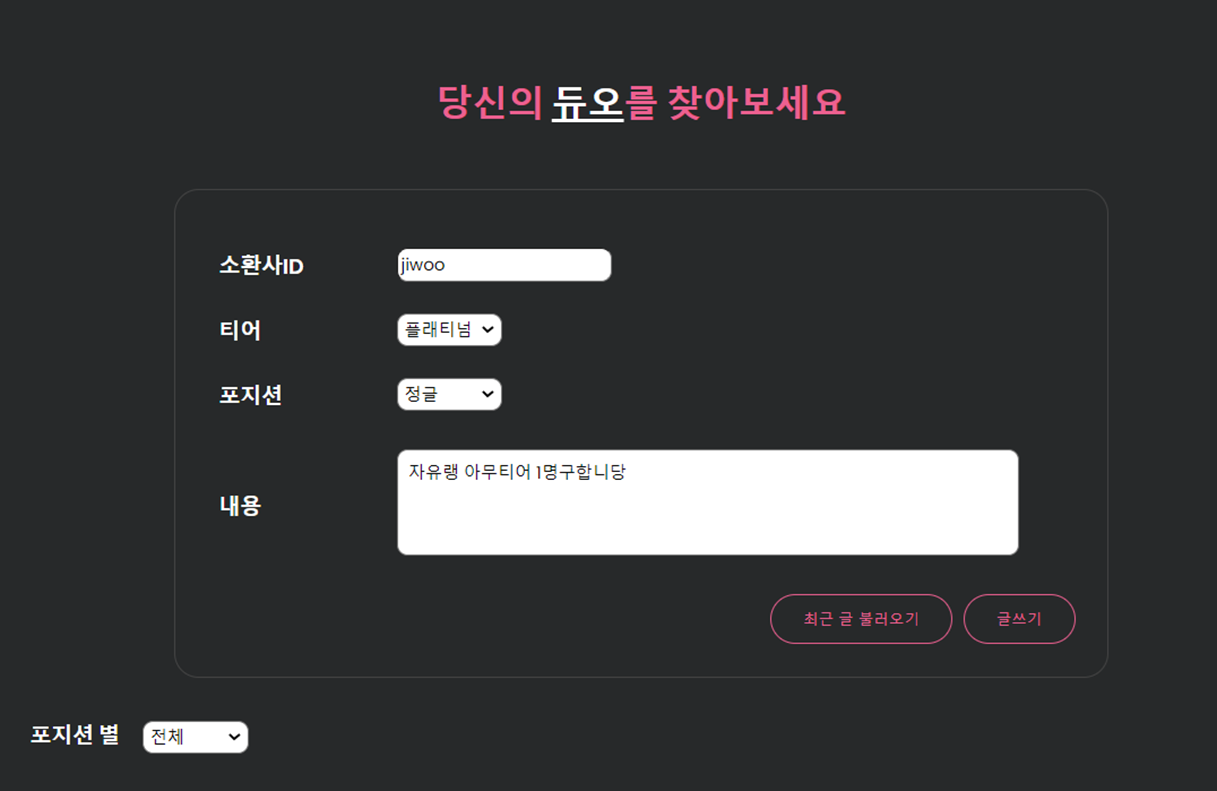 당신의 듀오를 찾아보세요
소환사ID jiwoo
티어 플래티넘
포지션 정글
내용 자유랭 아무티어 1명구합니당
최근 글 불러오기 글쓰기
포지션 별 전체